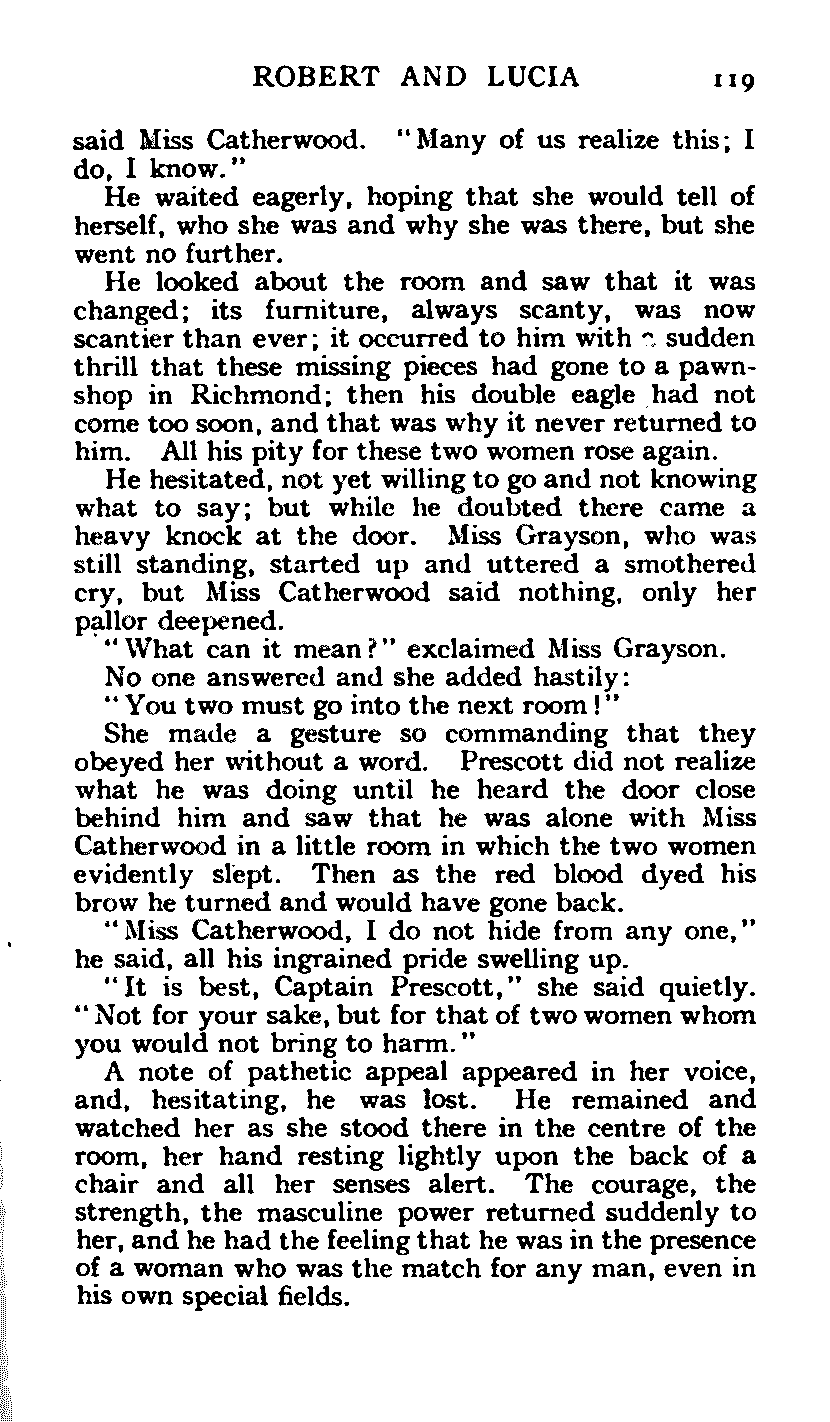 ROBERT AND LUCIA 119
said Miss Catherwood. "Many of us realize this; I
do, I know."
He waited eagerly, hoping that she would tell of
herself, who she was and why she was there, but she
went no further.
He looked about the room and saw that it was
changed; its furniture, always scanty, was now
scantier than ever; it occurred to him with a sudden
thrill that these missing pieces had gone to a pawn-
shop in Richmond; then his double eagle had not
come too soon, and that was why it never returned to
him. All his pity for these two women rose again.
He hesitated, not yet willing to go and not knowing
what to say; but while he doubted there came a
heavy knock at the door. Miss Grayson, who was
still standing, started up and uttered a smothered
cry, but Miss Catherwood said nothing, only her
pallor deepened.
"What can it mean?" exclaimed Miss Grayson.
No one answered and she added hastily:
"You two must go into the next room!"
She made a gesture so commanding that they
obeyed her without a word. Prescott did not realize
what he was doing until he heard the door close
behind him and saw that he was alone with Miss
Catherwood in a little room in which the two women
evidently slept. Then as the red blood dyed his
brow he turned and would have gone back.
"Miss Catherwood, I do not hide from any one,"
he said, all his ingrained pride swelling up.
"It is best, Captain Prescott," she said quietly.
"Not for your sake, but for that of two women whom
you would not bring to harm."
A note of pathetic appeal appeared in her voice,
and, hesitating, he was lost. He remained and
watched her as she stood there in the centre of the
room, her hand resting lightly upon the back of a
chair and all her senses alert. The courage, the
strength, the masculine power returned suddenly to
her, and he had the feeling that he was in the presence
of a woman who was the match for any man, even in
his own special fields.